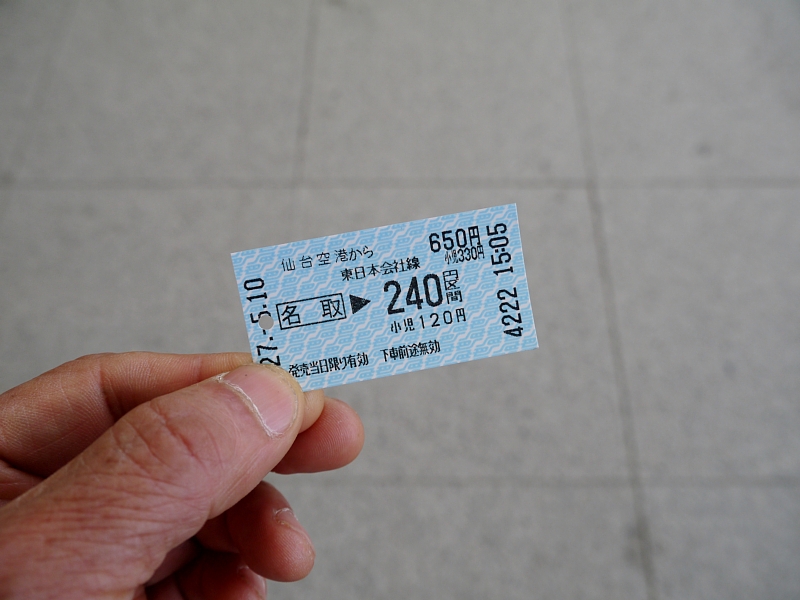 仙台空港から
650円
小児330円
東日本会社線
名取▶240円区間
小児120円
発売当日限り有効 下車前途無効
27.-5.10
4222 15:05